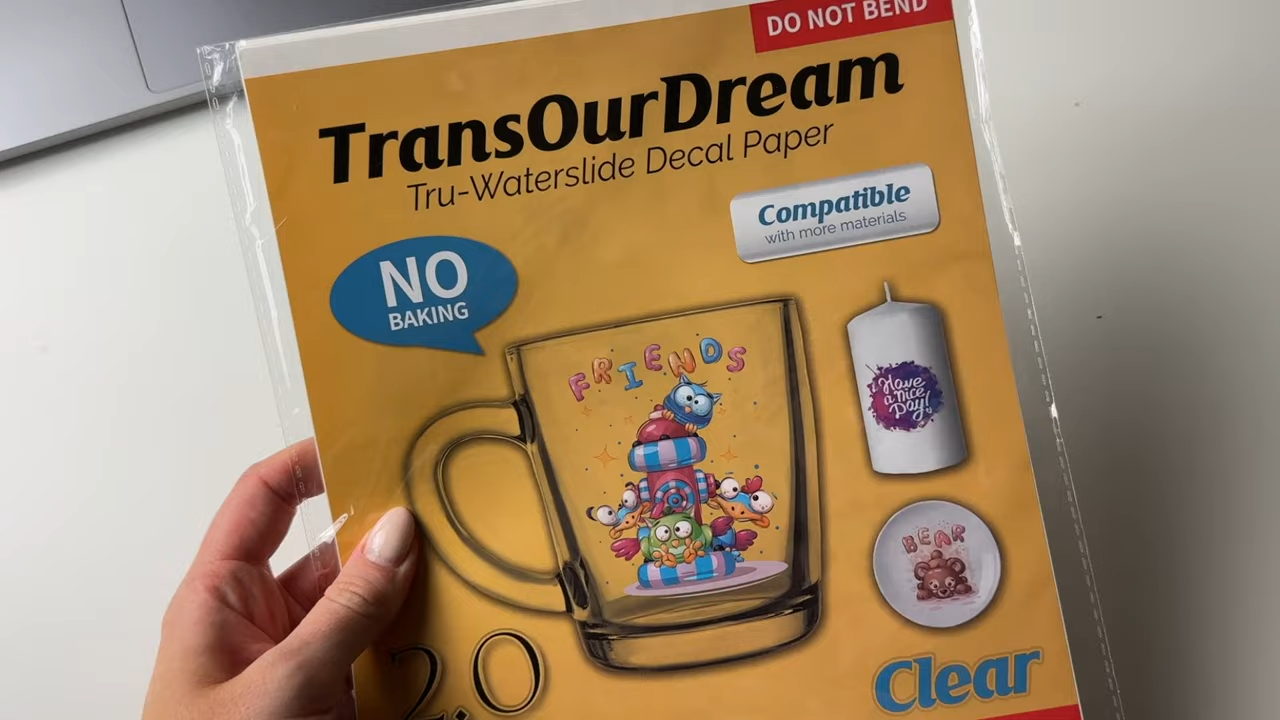 DO NOT BEND
TransOurDream
Tru-Waterslide Decal Paper
Compatible
with more materials
NO
BAKING
FRIENDS
Have
a nice
Day!
BEAR
2.0
Clear